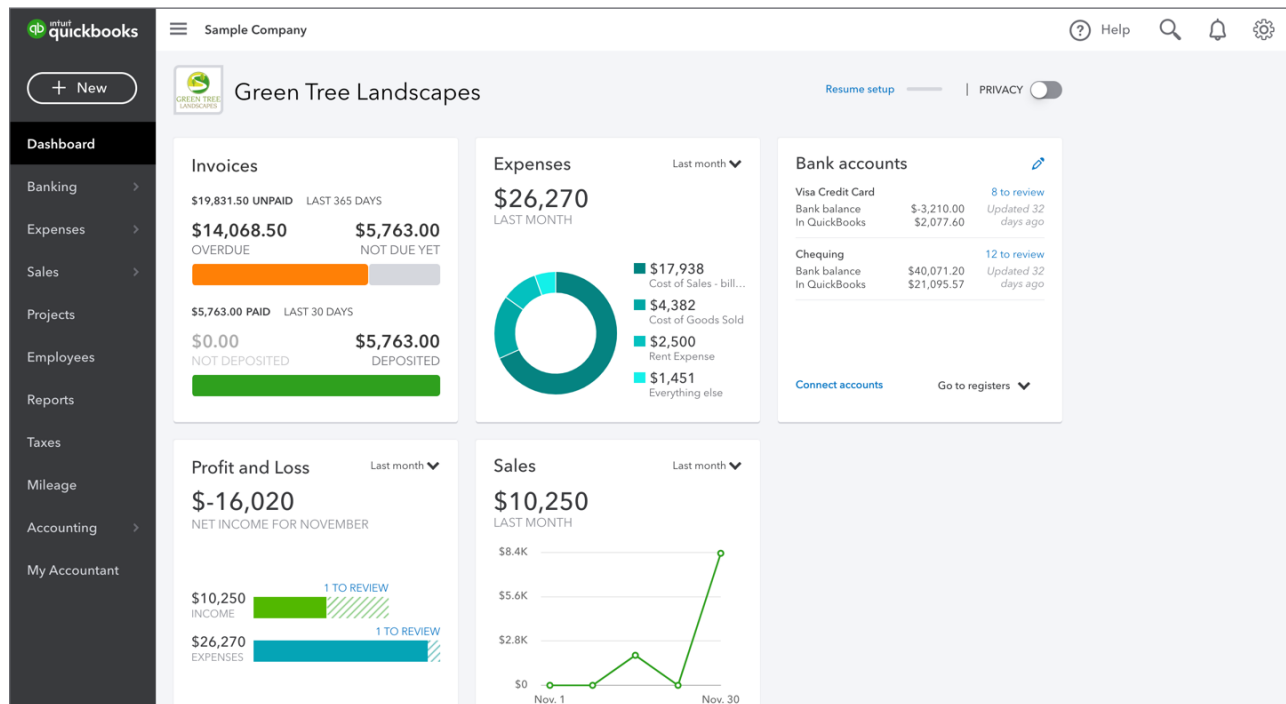 intuit
quickbooks
Sample Company
Help
+ New
GREEN TREE
LANDSCAPES
Green Tree Landscapes
Resume setup
| PRIVACY
Dashboard
Banking
Expenses
Sales
Projects
Employees
Reports
Taxes
Mileage
Accounting
My Accountant
Invoices
$19,831.50 UNPAID LAST 365 DAYS
$14,068.50 $5,763.00
OVERDUE NOT DUE YET
$5,763.00 PAID LAST 30 DAYS
$0.00 $5,763.00
NOT DEPOSITED DEPOSITED
Expenses Last month
$26,270
LAST MONTH
$17,938
Cost of Sales - bill...
$4,382
Cost of Goods Sold
$2,500
Rent Expense
$1,451
Everything else
Bank accounts
Visa Credit Card 8 to review
Bank balance $-3,210.00 Updated 32
In QuickBooks $2,077.60 days ago
Chequing 12 to review
Bank balance $40,071.20 Updated 32
In QuickBooks $21,095.57 days ago
Connect accounts Go to registers
Profit and Loss Last month
$-16,020
NET INCOME FOR NOVEMBER
1 TO REVIEW
$10,250
INCOME
1 TO REVIEW
$26,270
EXPENSES
Sales Last month
$10,250
LAST MONTH
$8.4K
$5.6K
$2.8K
$0
Nov. 1 Nov. 30